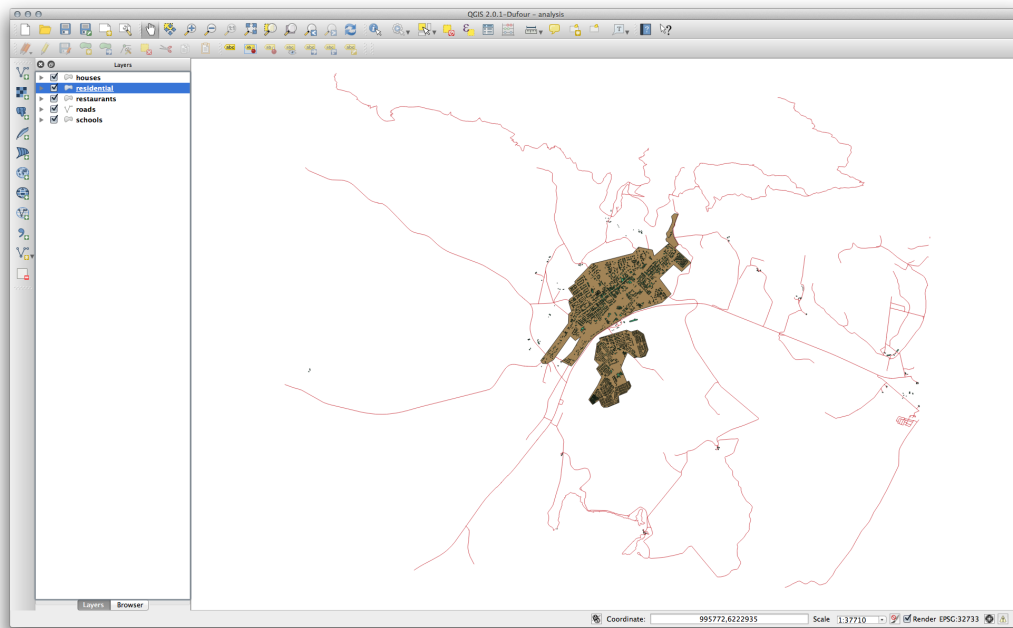 QGIS 2.0.1-Dufour - analysis
Layers
houses
residential
restaurants
roads
schools
Layers Browser
Coordinate: 995772,6222935 Scale 1:37710 Render EPSG:32733